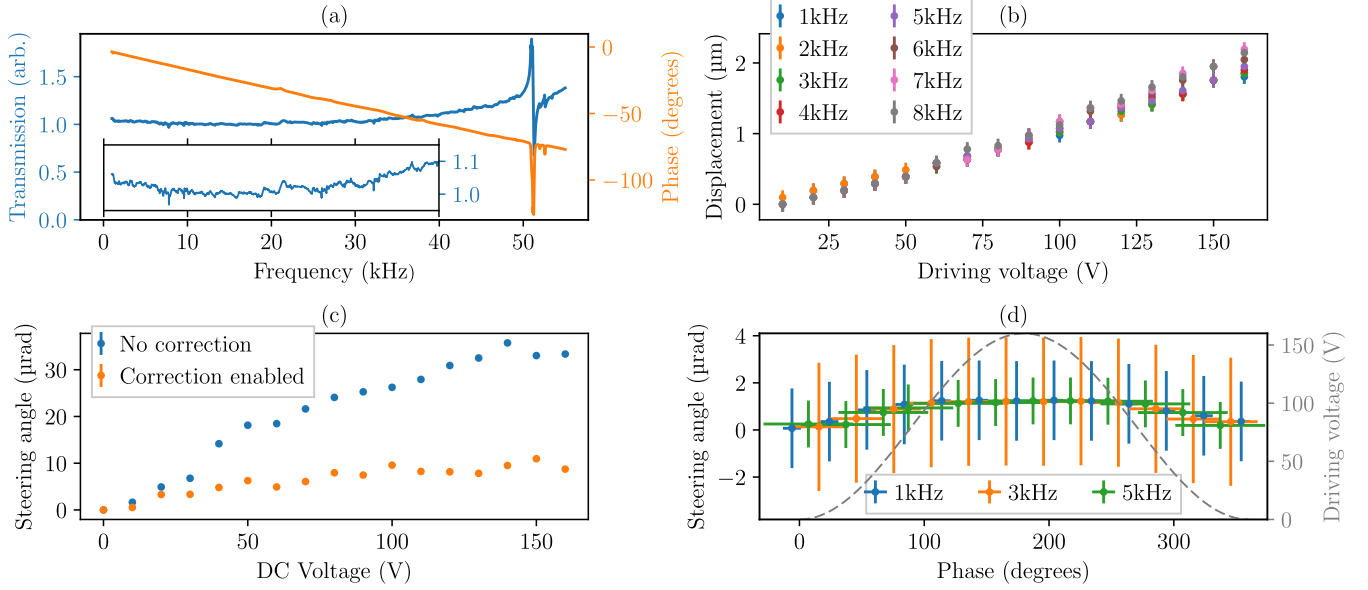 (a)
Transmission (arb.)
1.5
1.0
0.5
0.0
0
−50
−100
Phase (degrees)
1.1
1.0
0 10 20 30 40 50
Frequency (kHz)
(b)
1kHz 5kHz
2kHz 6kHz
3kHz 7kHz
4kHz 8kHz
Displacement (µm)
2
1
0
25 50 75 100 125 150
Driving voltage (V)
(c)
No correction
Correction enabled
Steering angle (µrad)
30
20
10
0
0 50 100 150
DC Voltage (V)
(d)
Steering angle (µrad)
4
2
0
−2
150
100
50
0
Driving voltage (V)
1kHz 3kHz 5kHz
0 100 200 300
Phase (degrees)